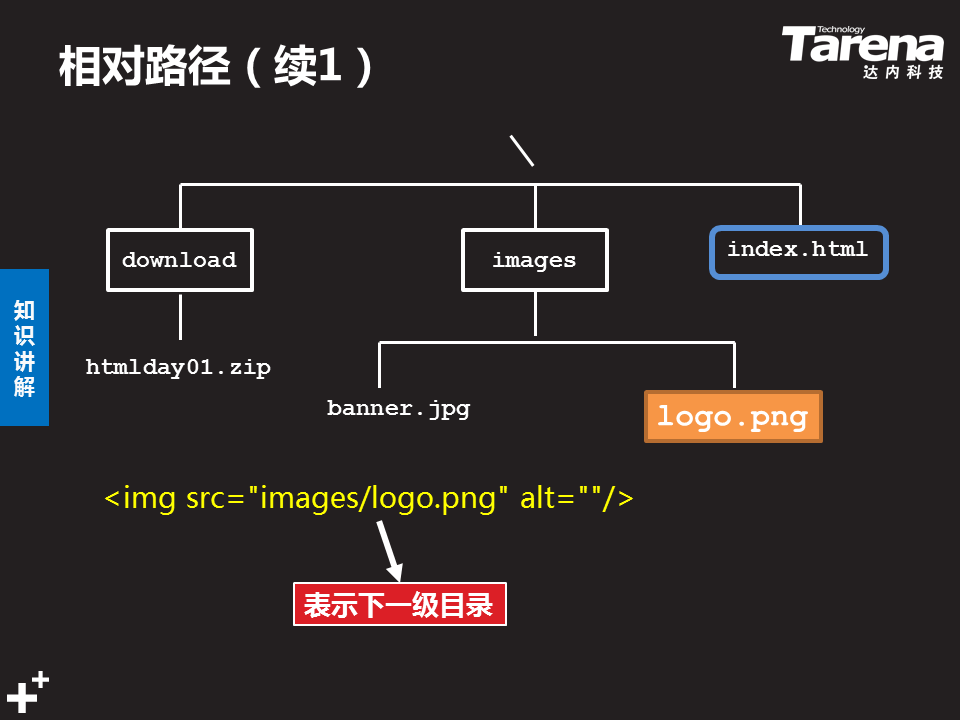 相对路径（续1）
Technology
Tarena
达内科技
\
download
images
index.html
知识讲解
htmlday01.zip
banner.jpg
logo.png
<img src="images/logo.png" alt=""/>
表示下一级目录